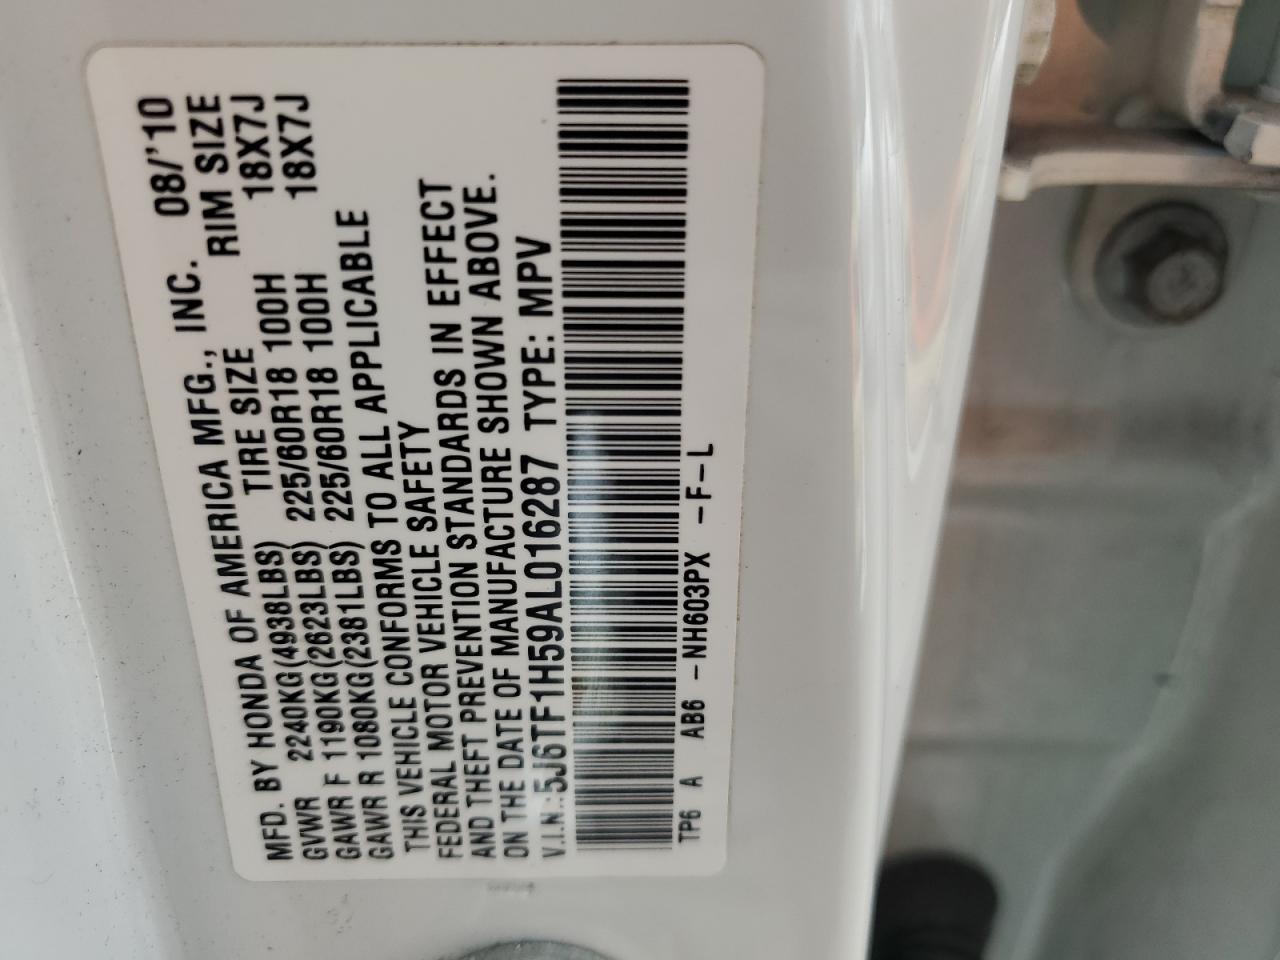 MFD. BY HONDA OF AMERICA MFG., INC. 08/'10
GVWR 2240KG(4938LBS) TIRE SIZE RIM SIZE
GAWR F 1190KG(2623LBS) 225/60R18 100H 18X7J
GAWR R 1080KG(2381LBS) 225/60R18 100H 18X7J
THIS VEHICLE CONFORMS TO ALL APPLICABLE
FEDERAL MOTOR VEHICLE SAFETY
AND THEFT PREVENTION STANDARDS IN EFFECT
ON THE DATE OF MANUFACTURE SHOWN ABOVE.
V.I.N.:5J6TF1H59AL016287 TYPE: MPV
TP6 A AB6 -NH603PX -F-L